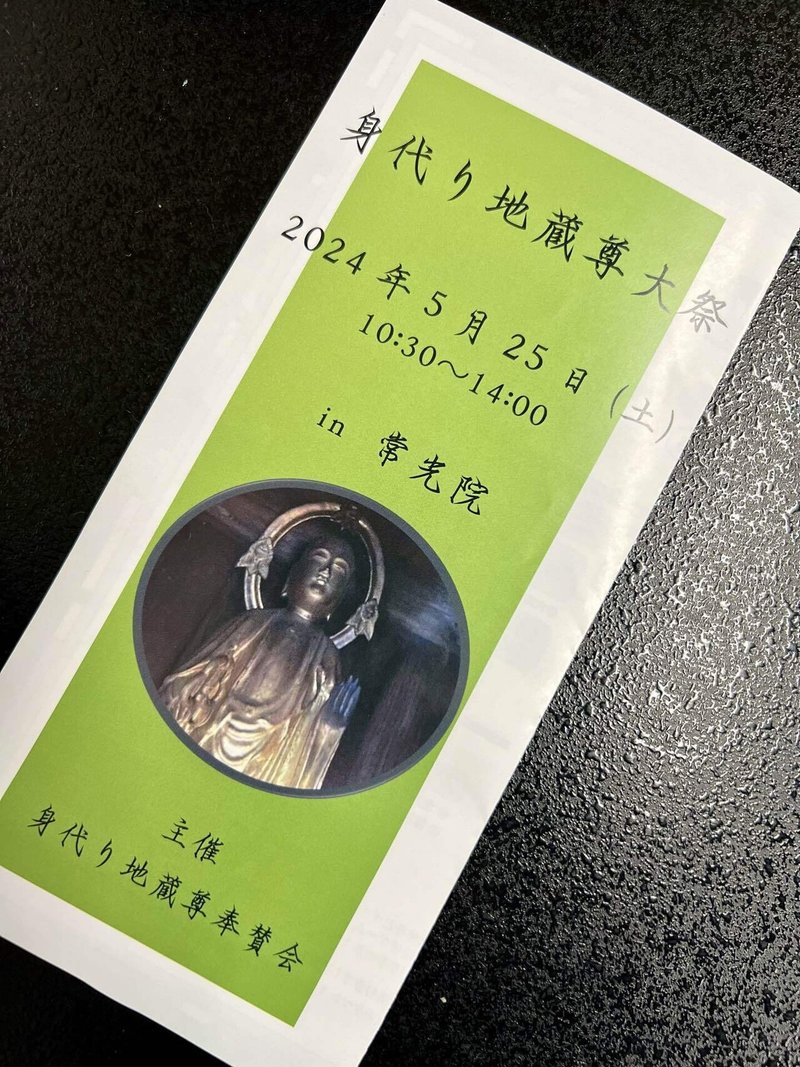 身代り地蔵尊大祭
2024年5月25日(土)
10:30〜14:00
in 常光院
主催
身代り地蔵尊奉賛会